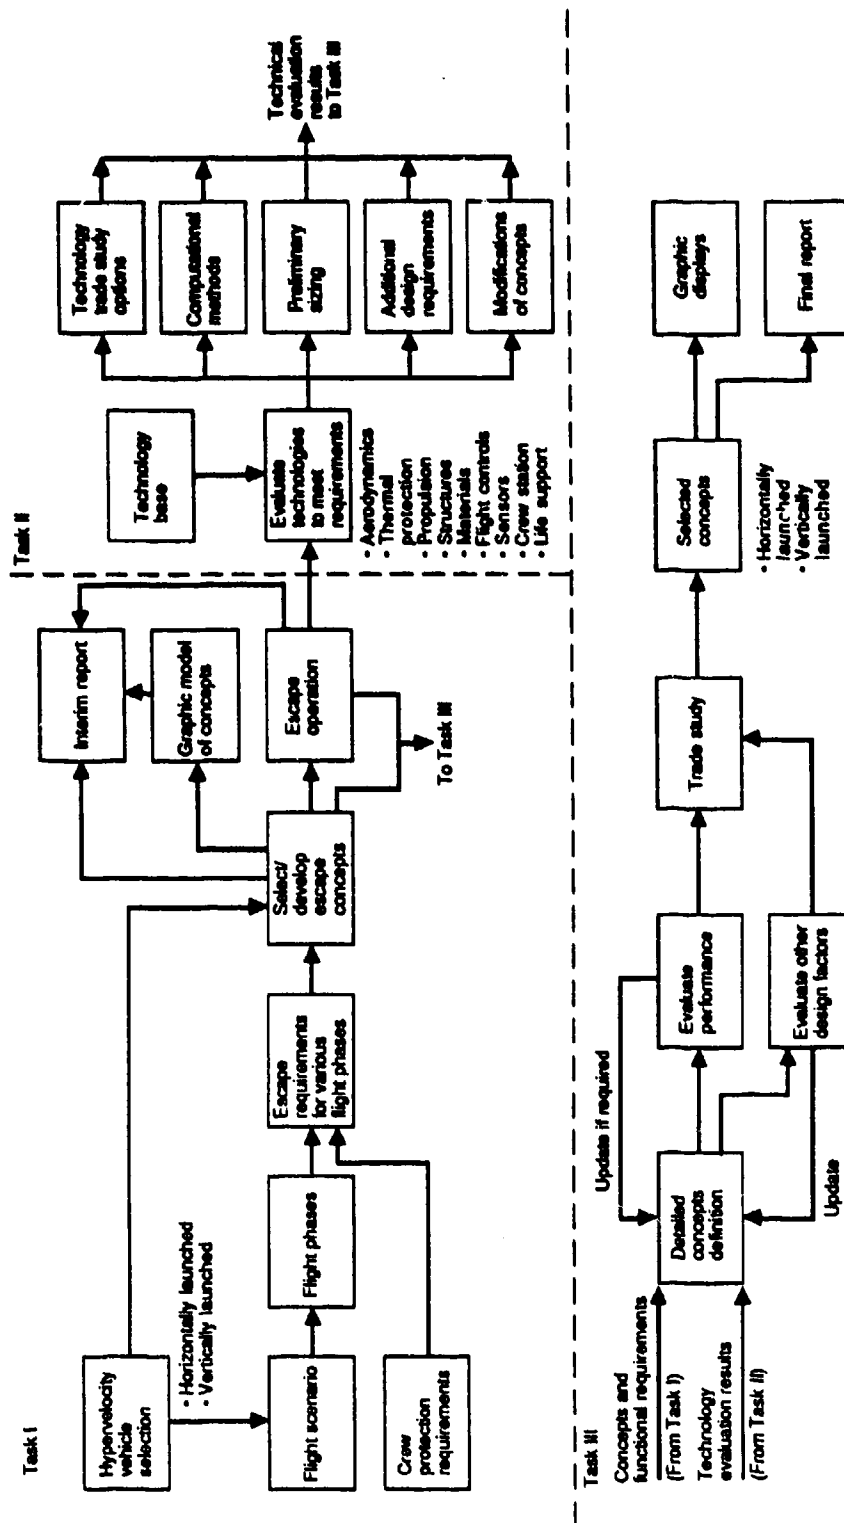 Task I
Hypervelocity
vehicle
selection
• Horizontally launched
• Vertically launched
Flight scenario
Flight phases
Crew
protection
requirements
Escape
requirements
for various
flight phases
Select/
develop
escape
concepts
Interim report
Graphic model
of concepts
Escape
operation
To Task III
Task II
Technology
base
Evaluate
technologies
to meet
requirements
• Aerodynamics
• Thermal
protection
• Propulsion
• Structures
• Materials
• Flight controls
• Sensors
• Crew station
• Life support
Technology
trade study
options
Computational
methods
Preliminary
sizing
Additional
design
requirements
Modifications
of concepts
Technical
evaluation
results
to Task III
Task III
Concepts and
functional requirements
(From Task I)
Technology
evaluation results
(From Task II)
Detailed
concepts
definition
Update if required
Update
Evaluate
performance
Evaluate other
design factors
Trade study
Selected
concepts
• Horizontally
launched
• Vertically
launched
Graphic
displays
Final report